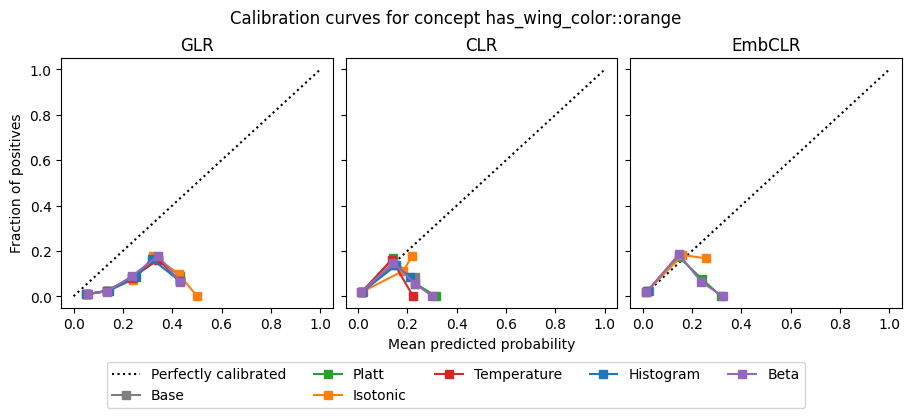 Calibration curves for concept has_wing_color::orange
GLR
CLR
EmbCLR
Fraction of positives
1.0
0.8
0.6
0.4
0.2
0.0
0.0 0.2 0.4 0.6 0.8 1.0
0.0 0.2 0.4 0.6 0.8 1.0
0.0 0.2 0.4 0.6 0.8 1.0
Mean predicted probability
Perfectly calibrated
Base
Platt
Isotonic
Temperature
Histogram
Beta